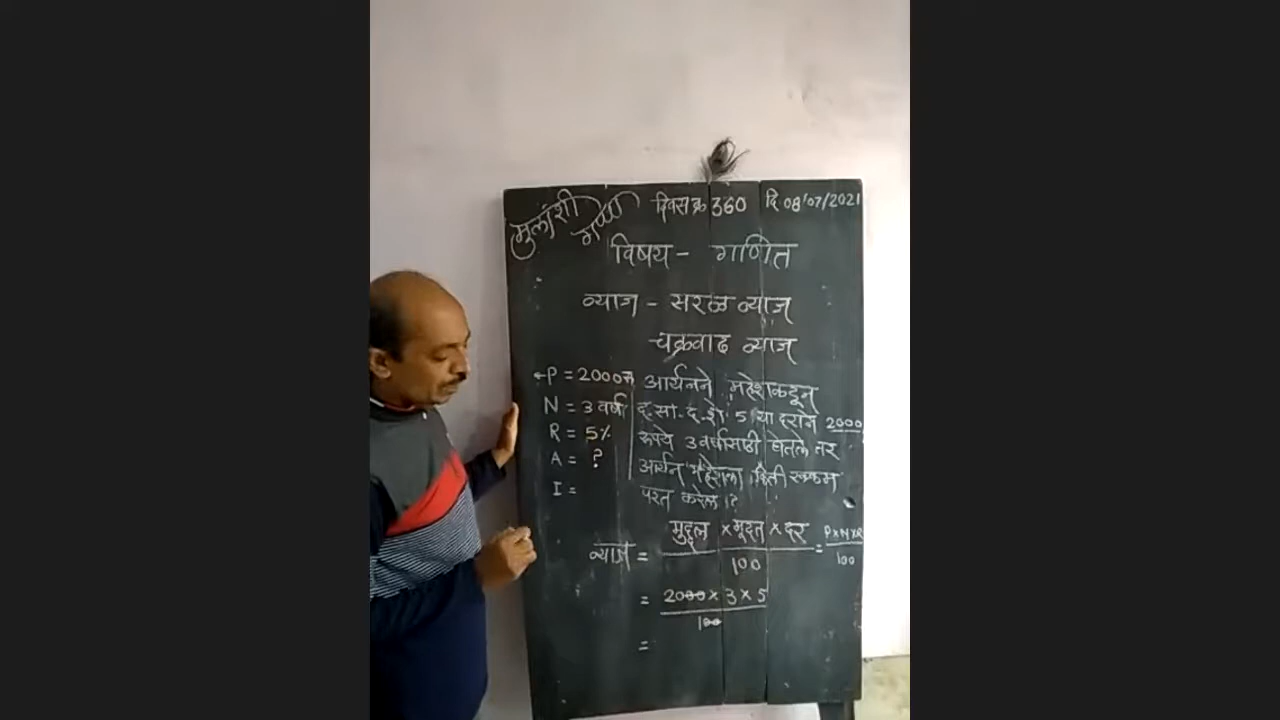 मुलांशी गप्पा दिवस क्र 360 दि 08/07/2021
विषय - गणित
व्याज - सरळ व्याज
चक्रवाढ व्याज
P = 2000रु
N = 3 वर्ष
R = 5%
A = ?
I =
आर्यनने महेशकडून
द.सा.द.शे. 5 च्या दराने 2000
रुपये 3 वर्षासाठी घेतले तर
आर्यन महेशला किती रक्कम
परत करेल ?
व्याज = मुद्दल × मुदत × दर / 100 = P×N×R / 100
= 2000 × 3 × 5 / 100
=